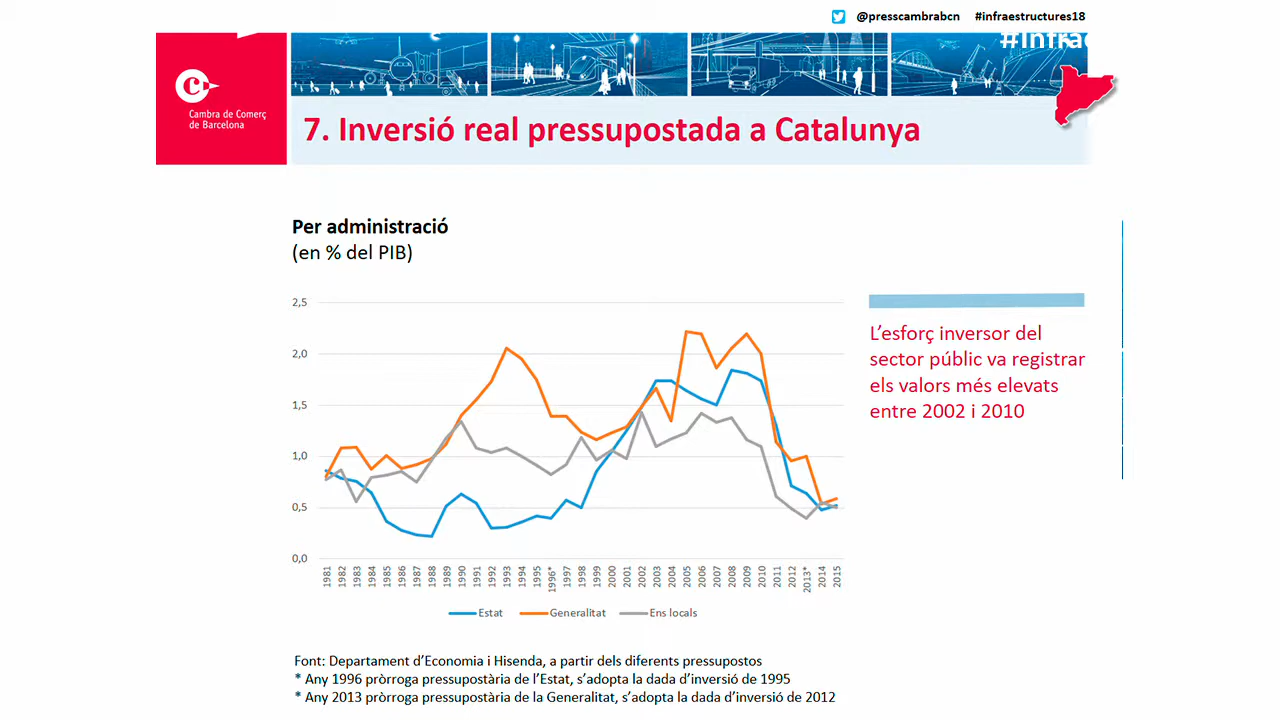 @presscambrabcn #infraestructures18
#Infrae
Cambra de Comerç
de Barcelona
7. Inversió real pressupostada a Catalunya
Per administració
(en % del PIB)
2,5
2,0
1,5
1,0
0,5
0,0
1981 1982 1983 1984 1985 1986 1987 1988 1989 1990 1991 1992 1993 1994 1995 1996* 1997 1998 1999 2000 2001 2002 2003 2004 2005 2006 2007 2008 2009 2010 2011 2012 2013* 2014 2015
Estat Generalitat Ens locals
L'esforç inversor del
sector públic va registrar
els valors més elevats
entre 2002 i 2010
Font: Departament d'Economia i Hisenda, a partir dels diferents pressupostos
* Any 1996 pròrroga pressupostària de l'Estat, s'adopta la dada d'inversió de 1995
* Any 2013 pròrroga pressupostària de la Generalitat, s'adopta la dada d'inversió de 2012